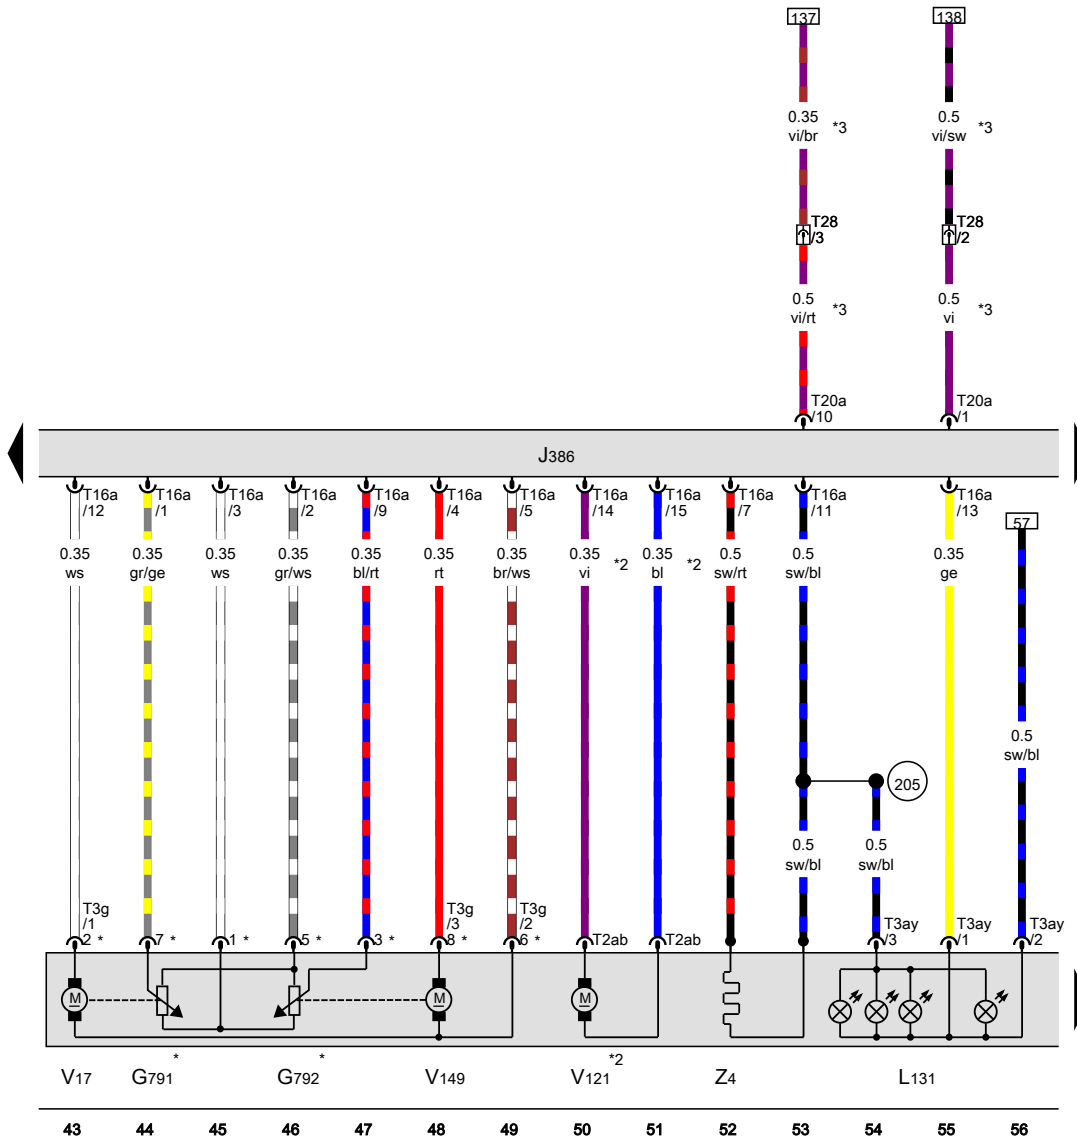 137 138
0.35 0.5
vi/br *3 vi/sw *3
T28 T28
/3 /2
0.5 0.5
vi/rt *3 vi *3
T20a T20a
/10 /1
J386
T16a T16a T16a T16a T16a T16a T16a T16a T16a T16a T16a T16a
/12 /1 /3 /2 /9 /4 /5 /14 /15 /7 /11 /13
57
0.35 0.35 0.35 0.35 0.35 0.35 0.35 0.35 0.35 0.5 0.5 0.35
ws gr/ge ws gr/ws bl/rt rt br/ws vi *2 bl *2 sw/rt sw/bl ge
0.5
sw/bl
205
0.5 0.5
sw/bl sw/bl
T3g T3g T3g
/1 /3 /2
T3ay T3ay T3ay
/3 /1 /2
2 * 7 * 1 * 5 * 3 * 8 * 6 * T2ab T2ab
M M M
* * *2
V17 G791 G792 V149 V121 Z4 L131
43 44 45 46 47 48 49 50 51 52 53 54 55 56